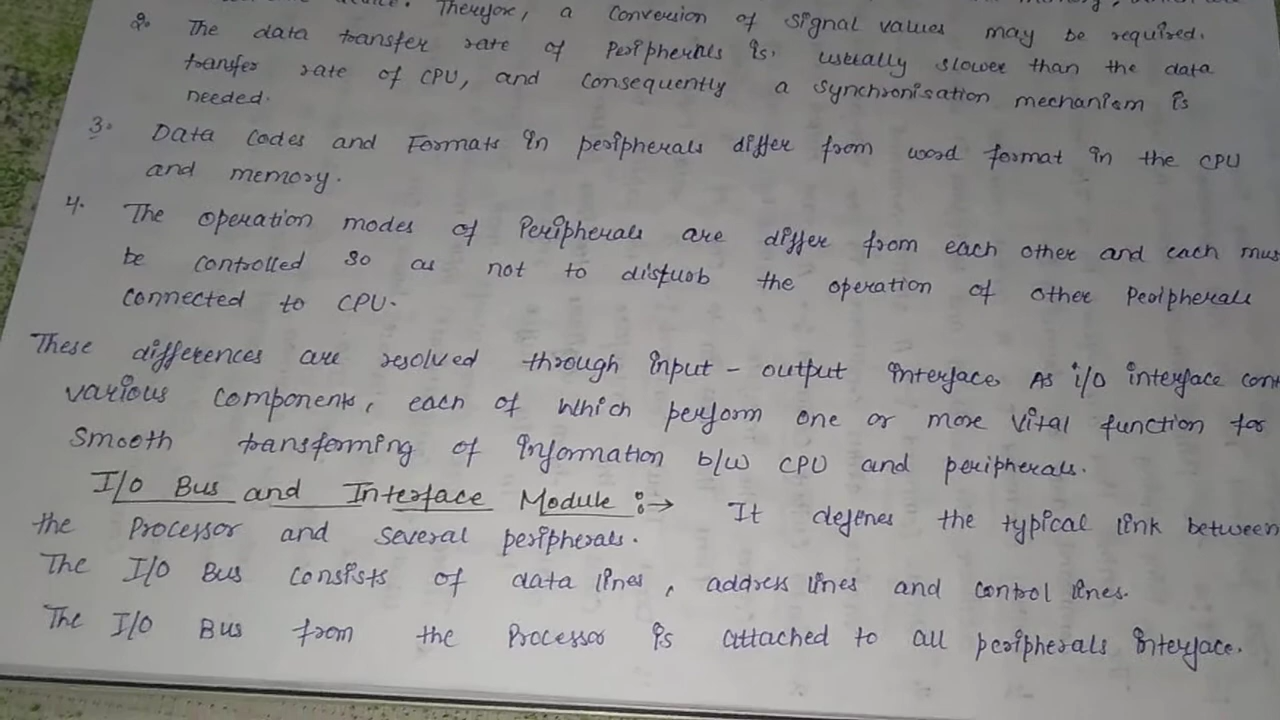 Therefore, a conversion of signal values may be required.
2. The data transfer rate of Peripherals is usually slower than the data
transfer rate of CPU, and consequently a synchronisation mechanism is
needed.
3. Data codes and Formats in peripherals differ from word format in the CPU
and memory.
4. The operation modes of Peripherals are differ from each other and each mus
be controlled so as not to disturb the operation of other Peripherals
connected to CPU.
These differences are resolved through input - output interface. As i/o interface cont
various components, each of which perform one or more vital function for
smooth transforming of information b/w CPU and peripherals.
I/O Bus and Interface Module :→ It defines the typical link between
the Processor and several peripherals.
The I/O Bus consists of data lines, address lines and control lines.
The I/O Bus from the Processor is attached to all peripherals interface.